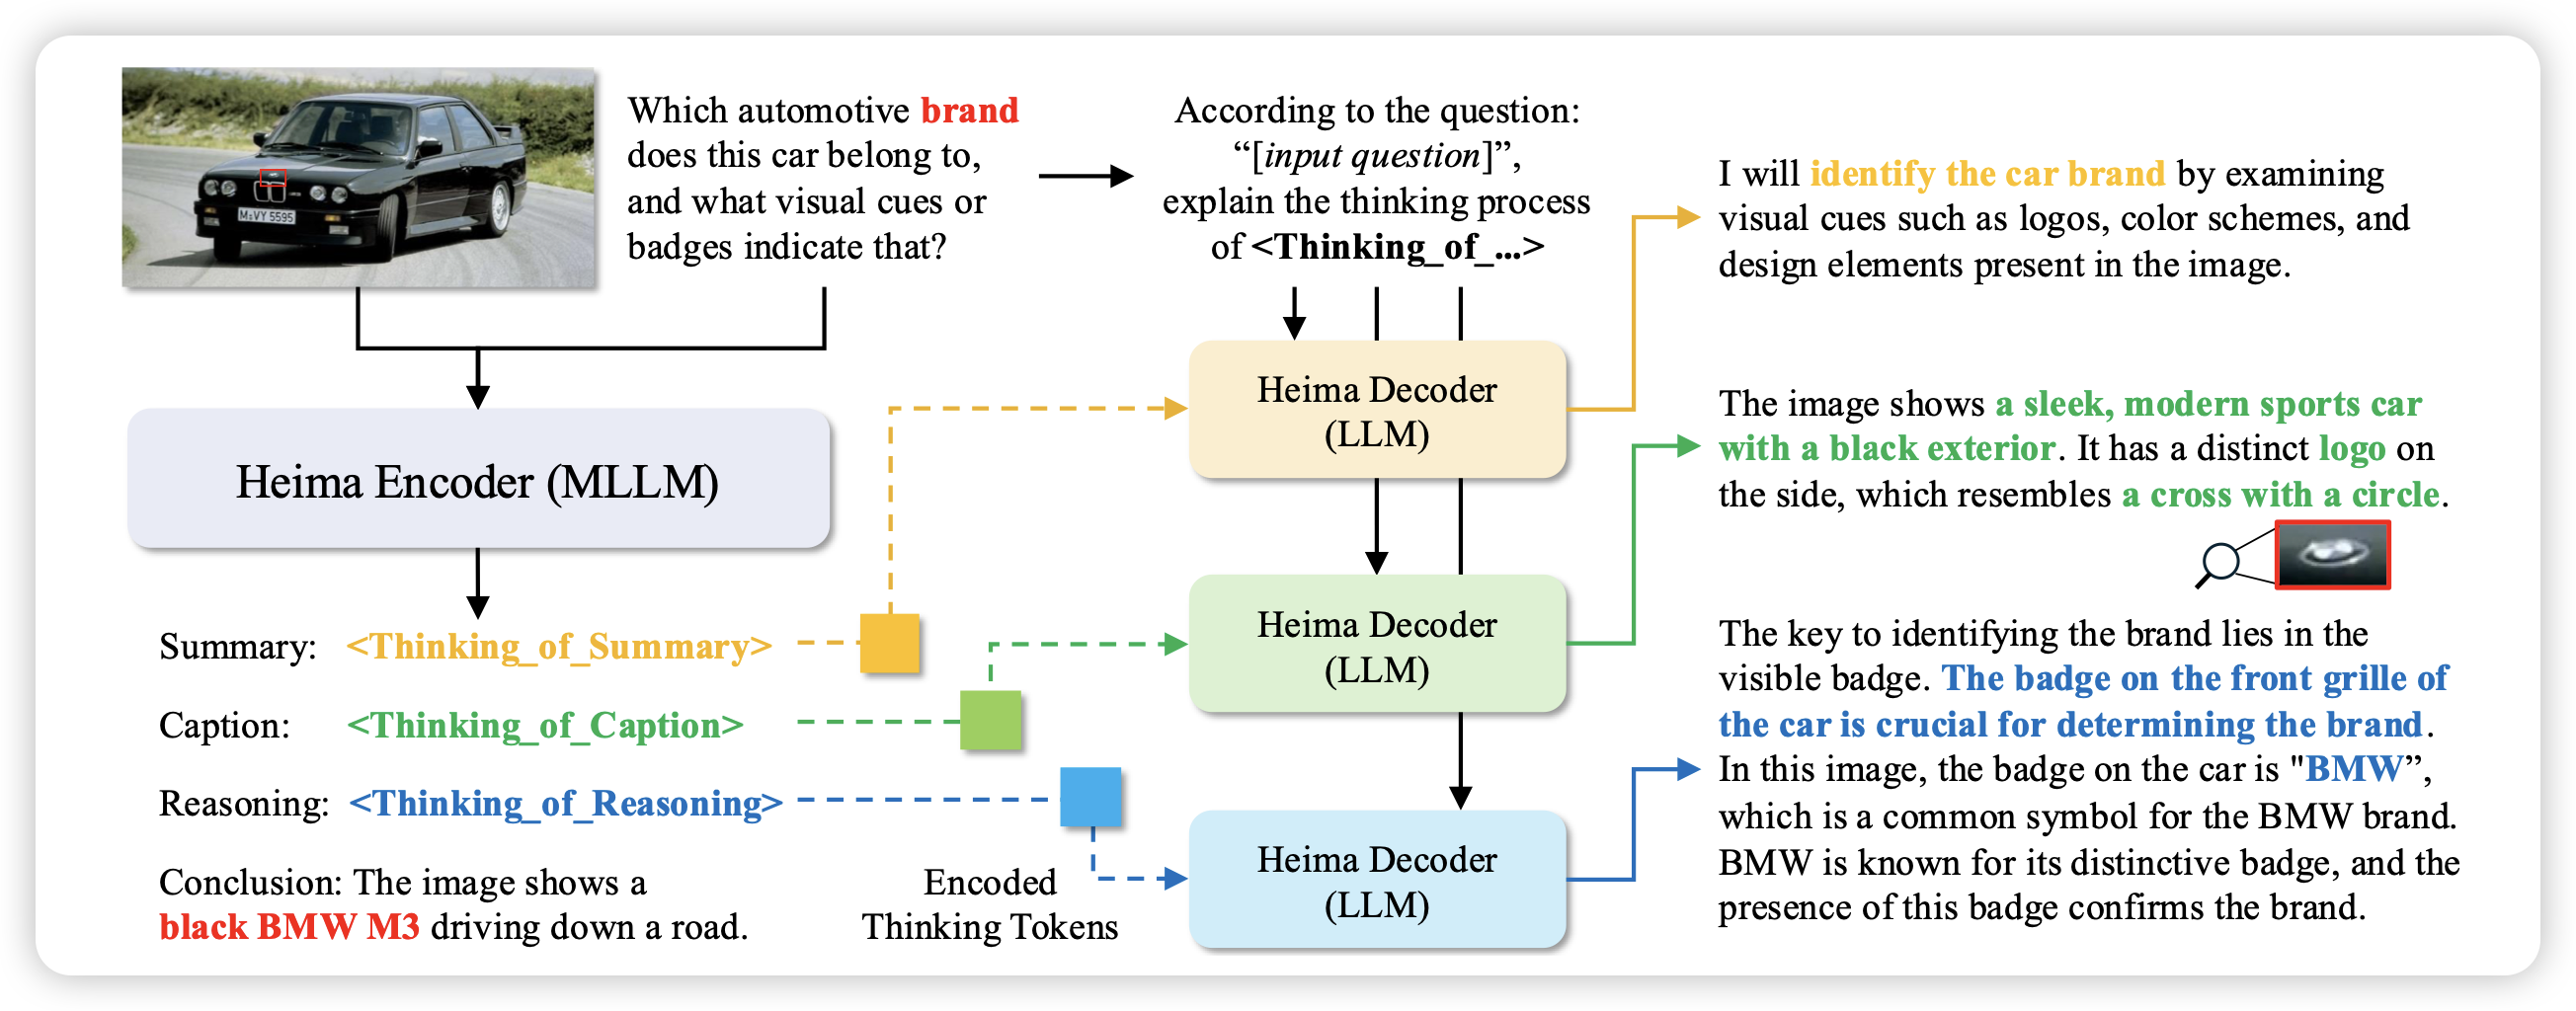 M:VY 5595
Which automotive brand
does this car belong to,
and what visual cues or
badges indicate that?
According to the question:
“[input question]”,
explain the thinking process
of <Thinking_of_...>
Heima Encoder (MLLM)
Summary: <Thinking_of_Summary>
Caption: <Thinking_of_Caption>
Reasoning: <Thinking_of_Reasoning>
Conclusion: The image shows a
black BMW M3 driving down a road.
Encoded
Thinking Tokens
Heima Decoder
(LLM)
Heima Decoder
(LLM)
Heima Decoder
(LLM)
I will identify the car brand by examining
visual cues such as logos, color schemes, and
design elements present in the image.
The image shows a sleek, modern sports car
with a black exterior. It has a distinct logo on
the side, which resembles a cross with a circle.
The key to identifying the brand lies in the
visible badge. The badge on the front grille of
the car is crucial for determining the brand.
In this image, the badge on the car is "BMW”,
which is a common symbol for the BMW brand.
BMW is known for its distinctive badge, and the
presence of this badge confirms the brand.